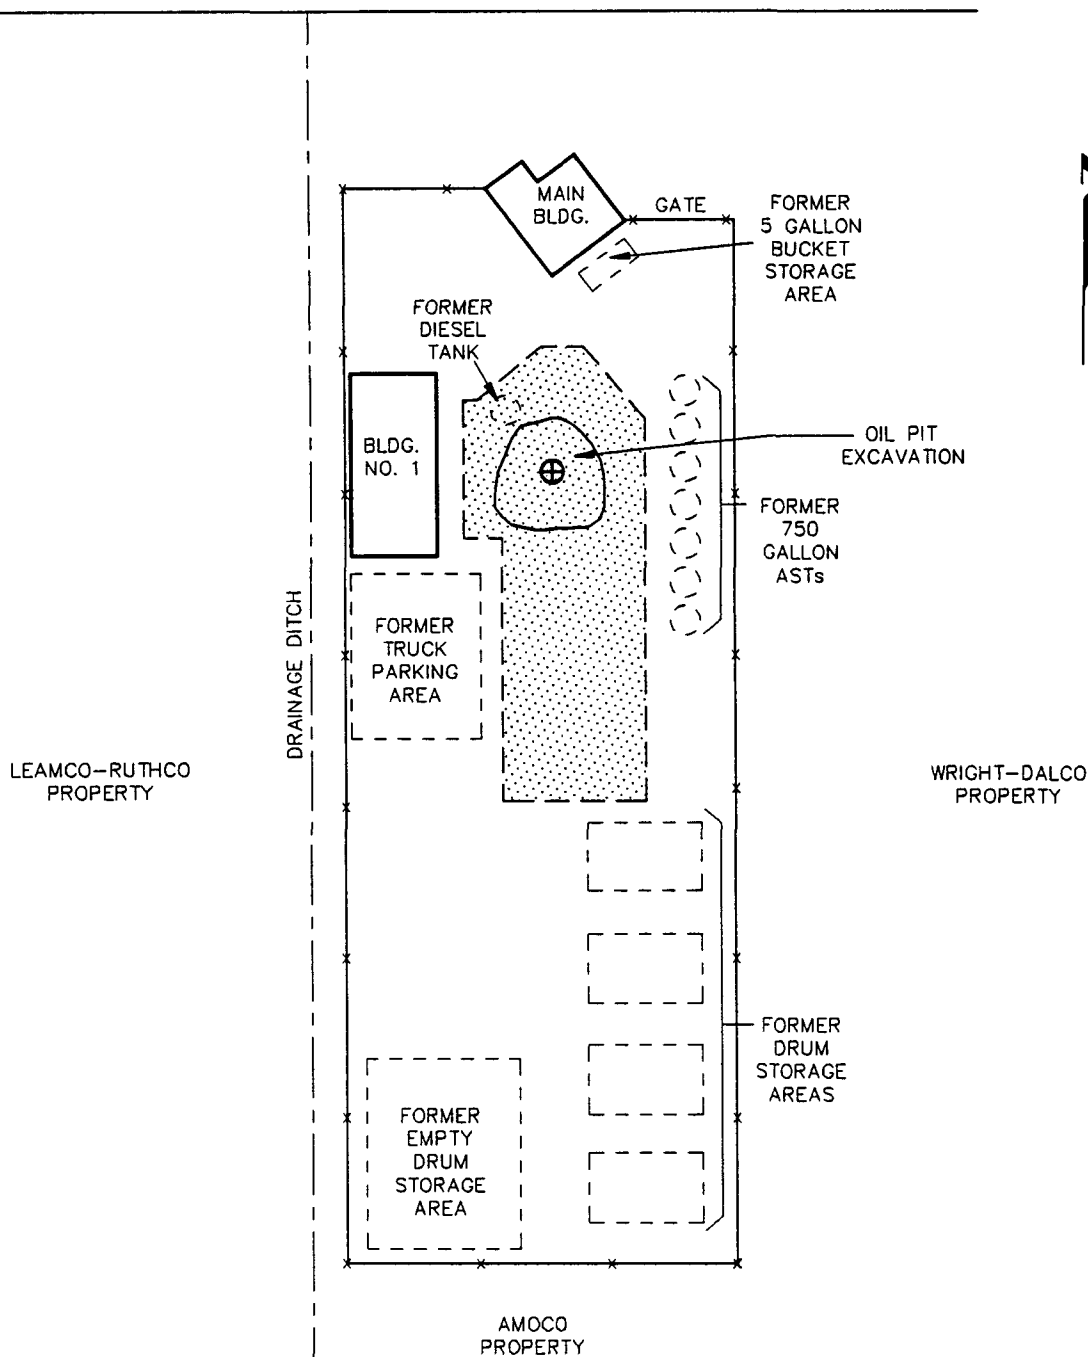 MAIN
BLDG.
GATE
FORMER
5 GALLON
BUCKET
STORAGE
AREA
FORMER
DIESEL
TANK
BLDG.
NO. 1
OIL PIT
EXCAVATION
FORMER
750
GALLON
ASTs
FORMER
TRUCK
PARKING
AREA
DRAINAGE DITCH
LEAMCO-RUTHCO
PROPERTY
WRIGHT-DALCO
PROPERTY
FORMER
DRUM
STORAGE
AREAS
FORMER
EMPTY
DRUM
STORAGE
AREA
AMOCO
PROPERTY